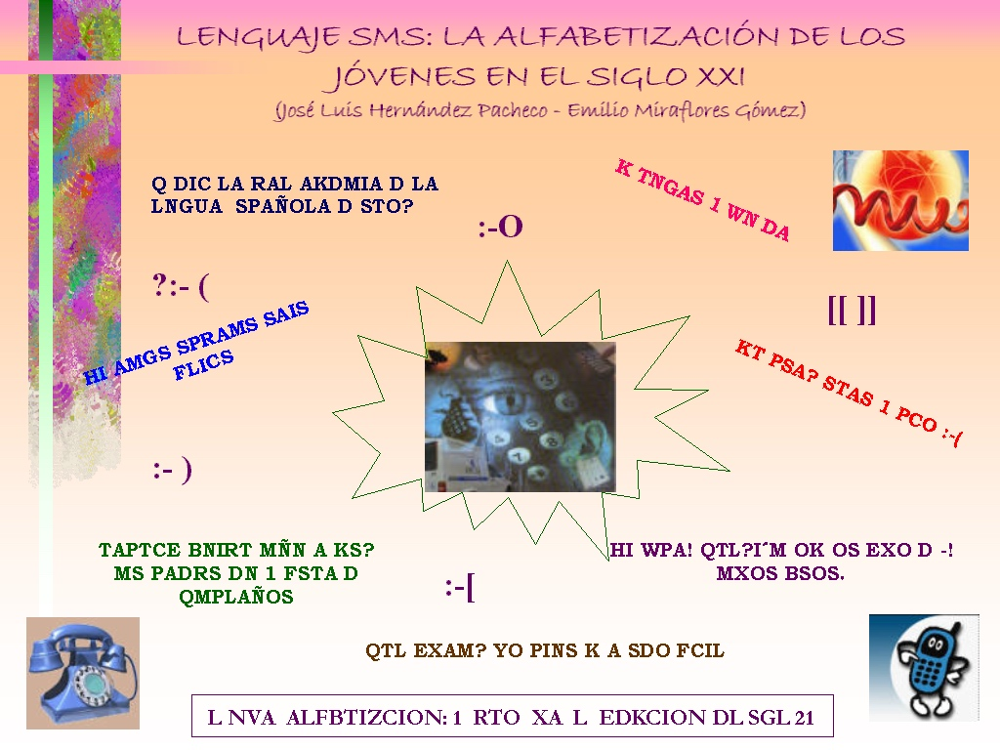 LENGUAJE SMS: LA ALFABETIZACIÓN DE LOS
JÓVENES EN EL SIGLO XXI
(José Luis Hernández Pacheco - Emilio Miraflores Gómez)
Q DIC LA RAL AKDMIA D LA
LNGUA SPAÑOLA D STO?
K TNGAS 1 WN DA
:-O
?:- (
[[ ]]
HI AMGS SPRAMS SAIS
FLICS
KT PSA? STAS 1 PCO :-(
:- )
TAPTCE BNIRT MÑN A KS?
MS PADRS DN 1 FSTA D
QMPLAÑOS
HI WPA! QTL?I´M OK OS EXO D -!
MXOS BSOS.
:-[
QTL EXAM? YO PINS K A SDO FCIL
L NVA ALFBTIZCION: 1 RTO XA L EDKCION DL SGL 21